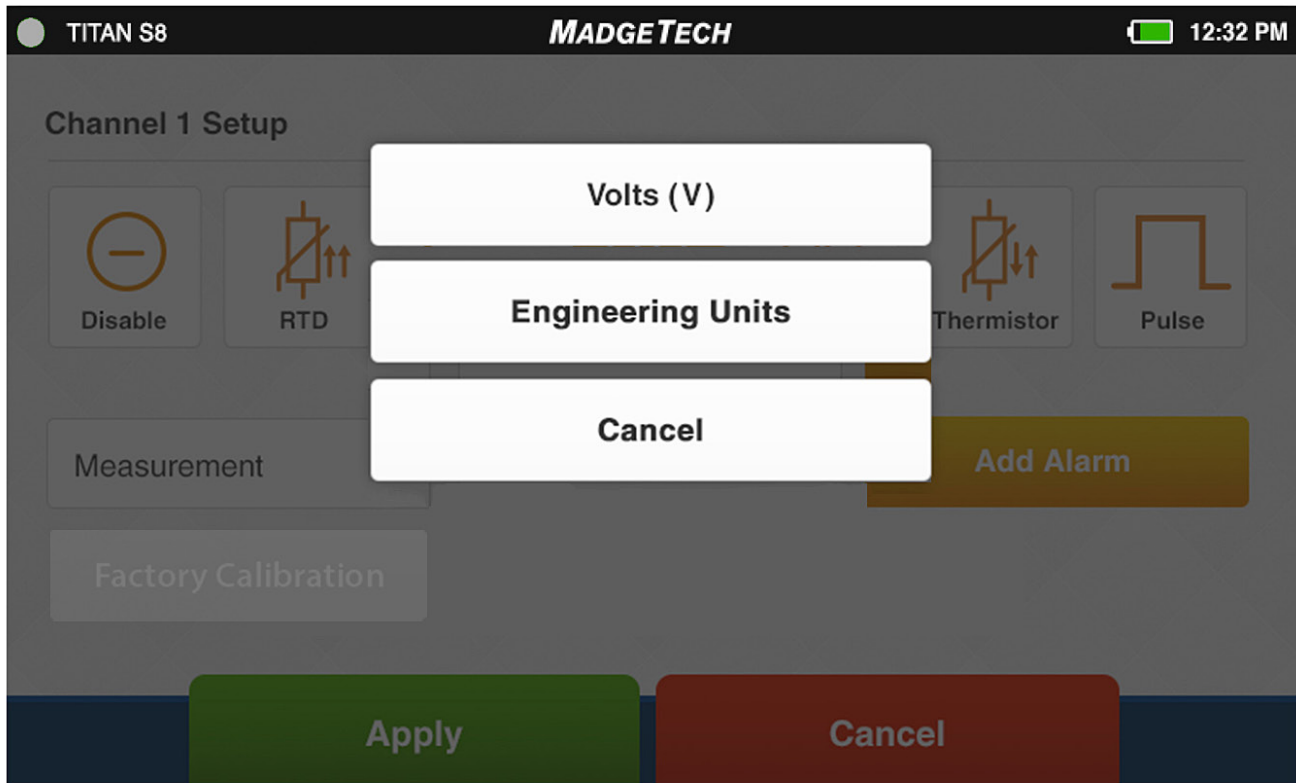 TITAN S8 MADGETECH 12:32 PM
Channel 1 Setup
Volts (V)
Engineering Units
Cancel
Disable RTD Thermistor Pulse
Measurement Add Alarm
Factory Calibration
Apply Cancel